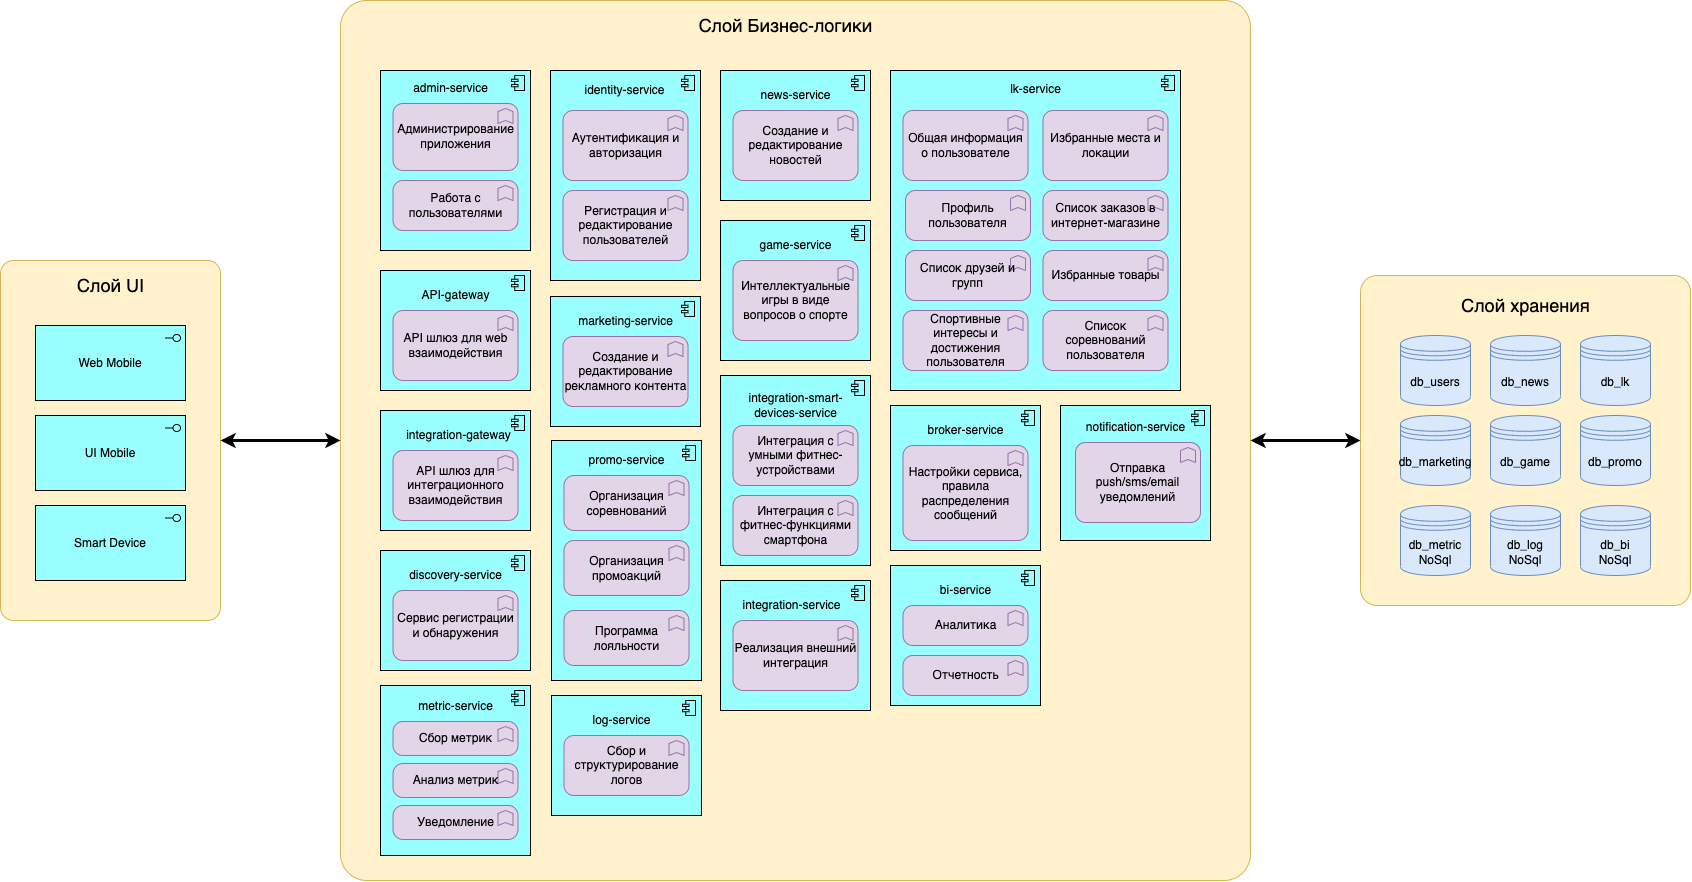 Слой UI
Web Mobile
UI Mobile
Smart Device
Слой Бизнес-логики
admin-service
Администрирование
приложения
Работа с
пользователями
API-gateway
API шлюз для web
взаимодействия
integration-gateway
API шлюз для
интеграционного
взаимодействия
discovery-service
Сервис регистрации
и обнаружения
metric-service
Сбор метрик
Анализ метрик
Уведомление
identity-service
Аутентификация и
авторизация
Регистрация и
редактирование
пользователей
marketing-service
Создание и
редактирование
рекламного контента
promo-service
Организация
соревнований
Организация
промоакций
Программа
лояльности
log-service
Сбор и
структурирование
логов
news-service
Создание и
редактирование
новостей
game-service
Интеллектуальные
игры в виде
вопросов о спорте
integration-smart-
devices-service
Интеграция с
умными фитнес-
устройствами
Интеграция с
фитнес-функциями
смартфона
integration-service
Реализация внешний
интеграция
lk-service
Общая информация
о пользователе
Избранные места и
локации
Профиль
пользователя
Список заказов в
интернет-магазине
Список друзей и
групп
Избранные товары
Спортивные
интересы и
достижения
пользователя
Список
соревнований
пользователя
broker-service
Настройки сервиса,
правила
распределения
сообщений
notification-service
Отправка
push/sms/email
уведомлений
bi-service
Аналитика
Отчетность
Слой хранения
db_users
db_news
db_lk
db_marketing
db_game
db_promo
db_metric
NoSql
db_log
NoSql
db_bi
NoSql